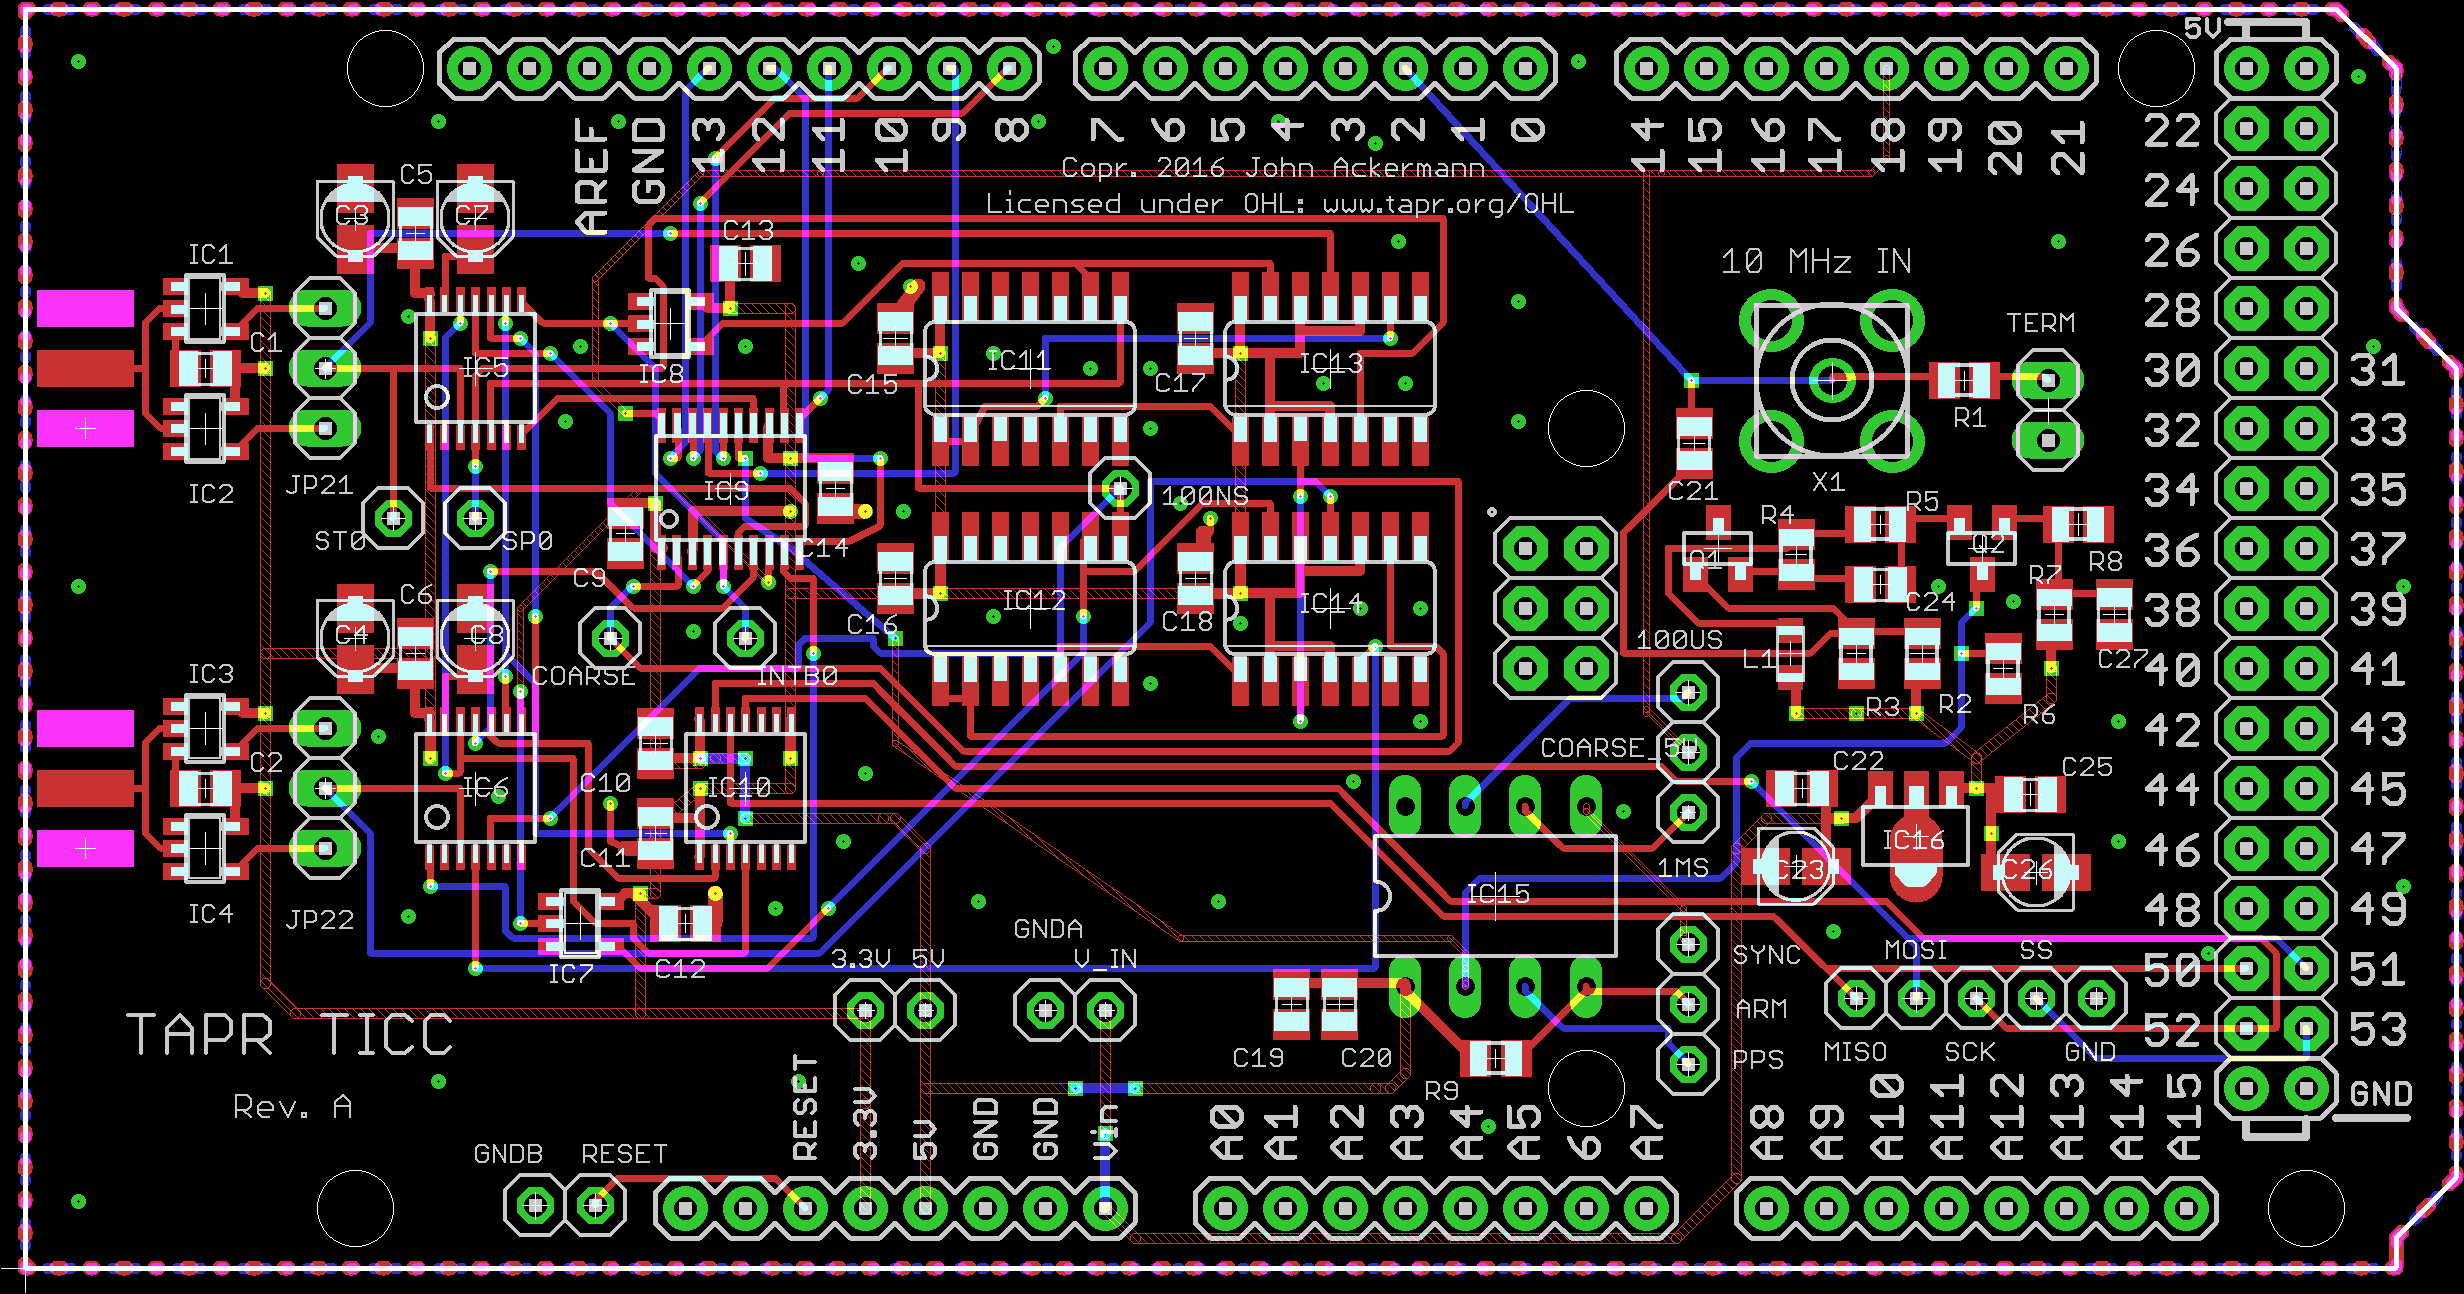 5V
AREF GND 13 12 11 10 9 8 7 6 5 4 3 2 1 0 14 15 16 17 18 19 20 21
22
Copr. 2016 John Ackermann
C5
24
Licensed under OHL: www.tapr.org/OHL
C3 C7
C13
26
IC1
10 MHz IN
28
TERM
C1 IC5 IC8 C15 IC11 C17 IC13
30 31
R1
32 33
IC2 JP21 IC9 100NS C21 X1 R5
34 35
ST0 SP0 C14 R4
Q1 Q2 R8
36 37
C9 C6 R7
IC12 IC14 C24
38 39
C4 C8 C16 C18 100US
L1 C27
40 41
IC3 COARSE INTB0
R3 R2 R6
42 43
COARSE_5V
C2 C22 C25
IC6 C10 IC10
44 45
IC16
46 47
C11 1MS C23 C26
IC15
48 49
IC4 JP22 GNDA
3.3V 5V V_IN SYNC MOSI SS
IC7 C12
50 51
ARM
TAPR TICC
52 53
C19 C20 PPS MISO SCK GND
R9
GND
Rev. A
RESET 3.3V 5V GND GND Vin A0 A1 A2 A3 A4 A5 6 A7 A8 A9 A10 A11 A12 A13 A14 A15
GNDB RESET